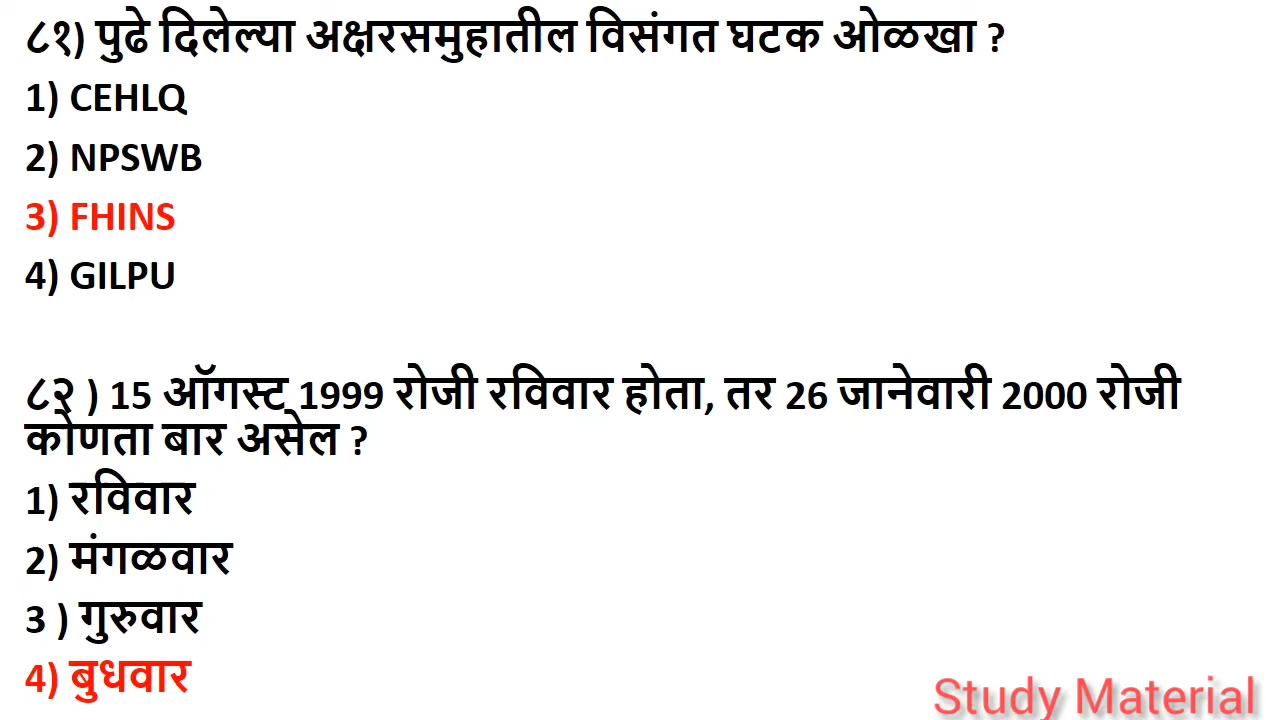 ८१) पुढे दिलेल्या अक्षरसमुहातील विसंगत घटक ओळखा ?
1) CEHLQ
2) NPSWB
3) FHINS
4) GILPU
८२ ) 15 ऑगस्ट 1999 रोजी रविवार होता, तर 26 जानेवारी 2000 रोजी
कोणता बार असेल ?
1) रविवार
2) मंगळवार
3 ) गुरुवार
4) बुधवार
Study Material